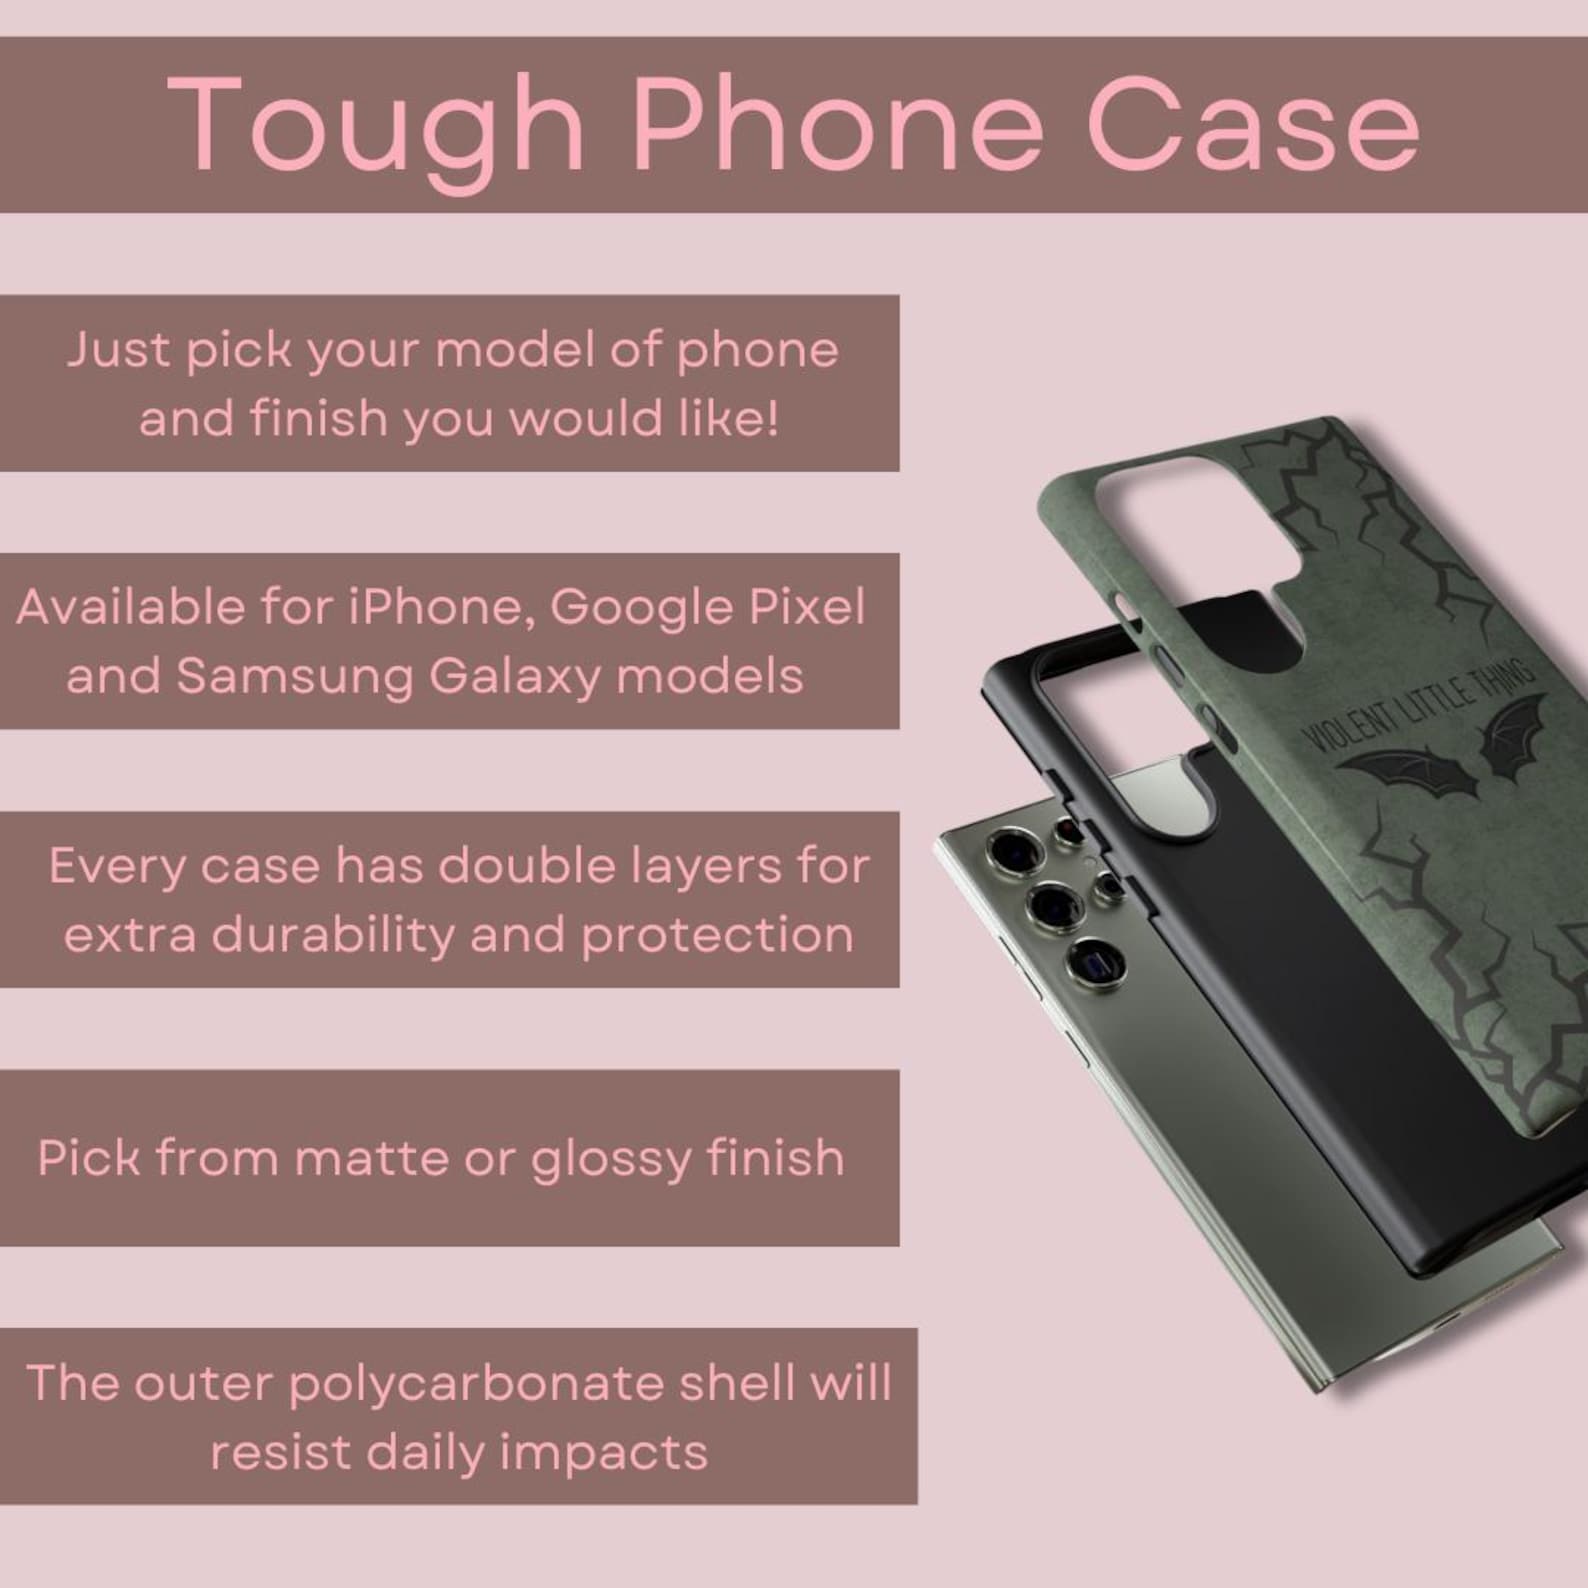 Tough Phone Case
Just pick your model of phone
and finish you would like!
Available for iPhone, Google Pixel
and Samsung Galaxy models
Every case has double layers for
extra durability and protection
Pick from matte or glossy finish
The outer polycarbonate shell will
resist daily impacts
VIOLENT LITTLE THING